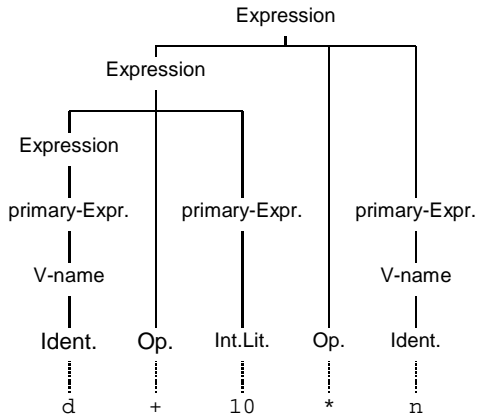 Expression
Expression
Expression
primary-Expr. primary-Expr. primary-Expr.
V-name V-name
Ident. Op. Int.Lit. Op. Ident.
d + 10 * n